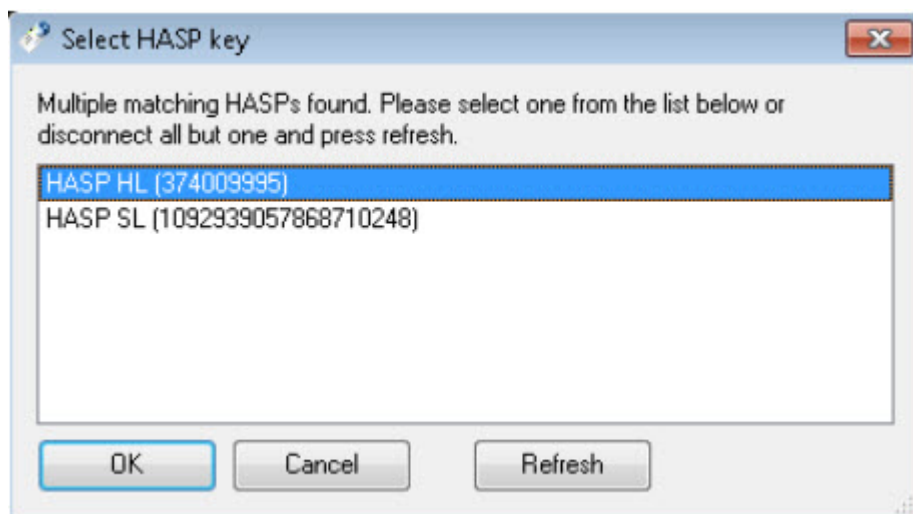 Select HASP key
Multiple matching HASPs found. Please select one from the list below or
disconnect all but one and press refresh.
HASP HL (374009995)
HASP SL (1092939057868710248)
OK Cancel Refresh